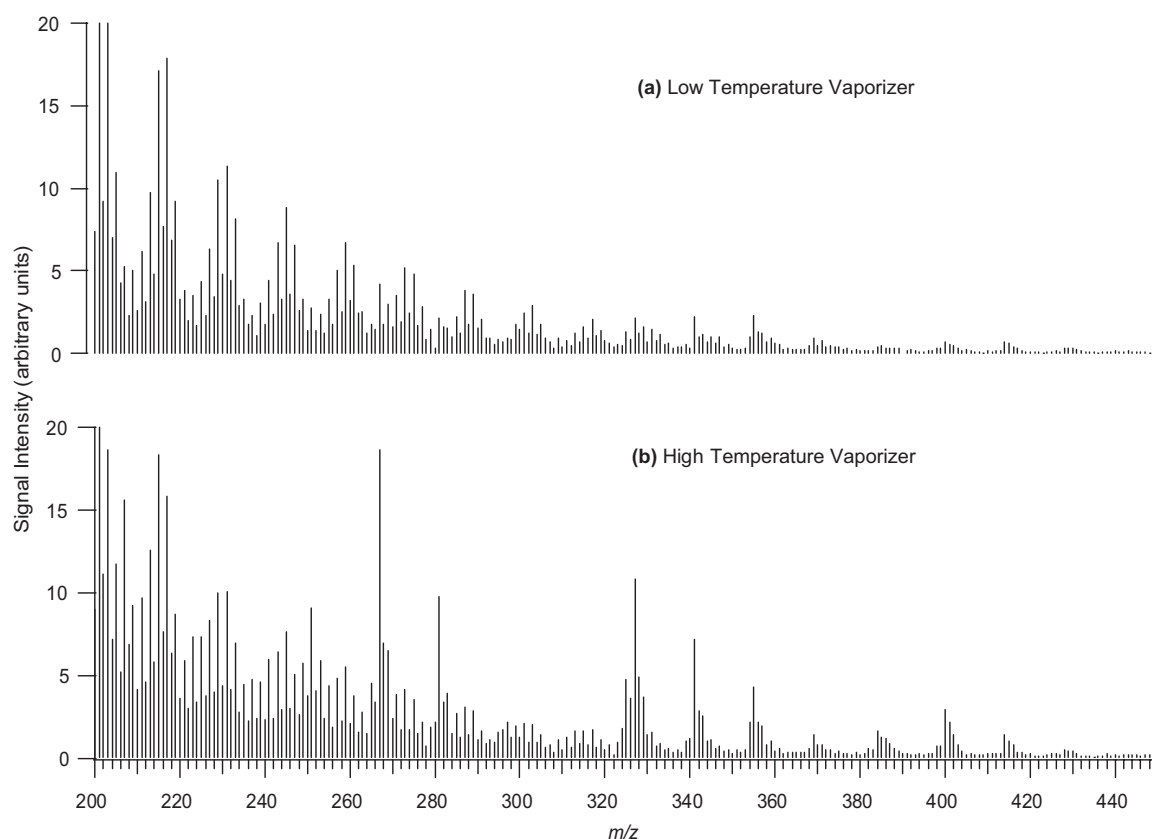 20
(a) Low Temperature Vaporizer
15
10
5
0
Signal Intensity (arbitrary units)
20
(b) High Temperature Vaporizer
15
10
5
0
200 220 240 260 280 300 320 340 360 380 400 420 440
m/z